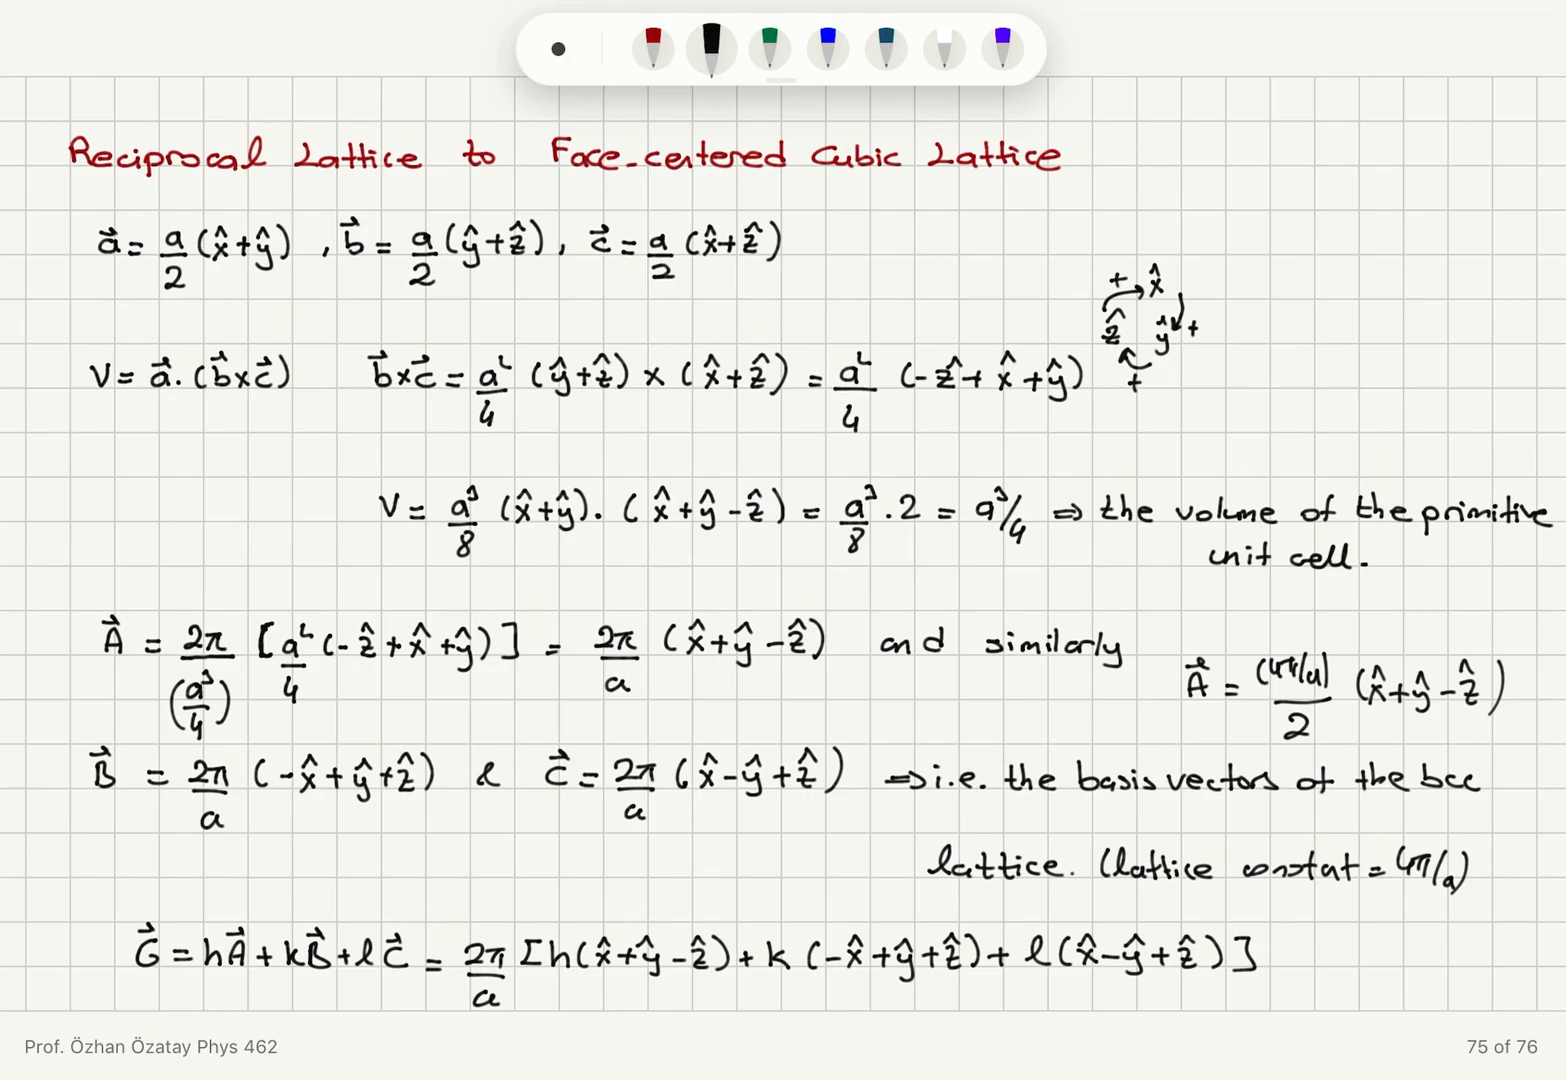 Reciprocal Lattice to Face-centered Cubic Lattice
a⃗ = a/2 (x̂+ŷ) , b⃗ = a/2 (ŷ+ẑ), c⃗ = a/2 (x̂+ẑ)
+ x̂
ẑ ŷ +
+
V = a⃗ . (b⃗xc⃗) b⃗xc⃗ = a²/4 (ŷ+ẑ) x (x̂+ẑ) = a²/4 (-ẑ + x̂ + ŷ)
V = a³/8 (x̂+ŷ). (x̂+ŷ-ẑ) = a³/8 . 2 = a³/4 ⇒ the volume of the primitive
unit cell.
A⃗ = 2π/(a³/4) [a²/4 (-ẑ+x̂+ŷ)] = 2π/a (x̂+ŷ-ẑ) and similarly
A⃗ = (4π/a)/2 (x̂+ŷ-ẑ)
B⃗ = 2π/a (-x̂+ŷ+ẑ) & C⃗ = 2π/a (x̂-ŷ+ẑ) ⇒ i.e. the basis vectors of the bcc
lattice. (lattice constat = 4π/a)
G⃗ = hA⃗ + kB⃗ + lC⃗ = 2π/a [h(x̂+ŷ-ẑ) + k (-x̂+ŷ+ẑ) + l(x̂-ŷ+ẑ)]
Prof. Özhan Özatay Phys 462
75 of 76